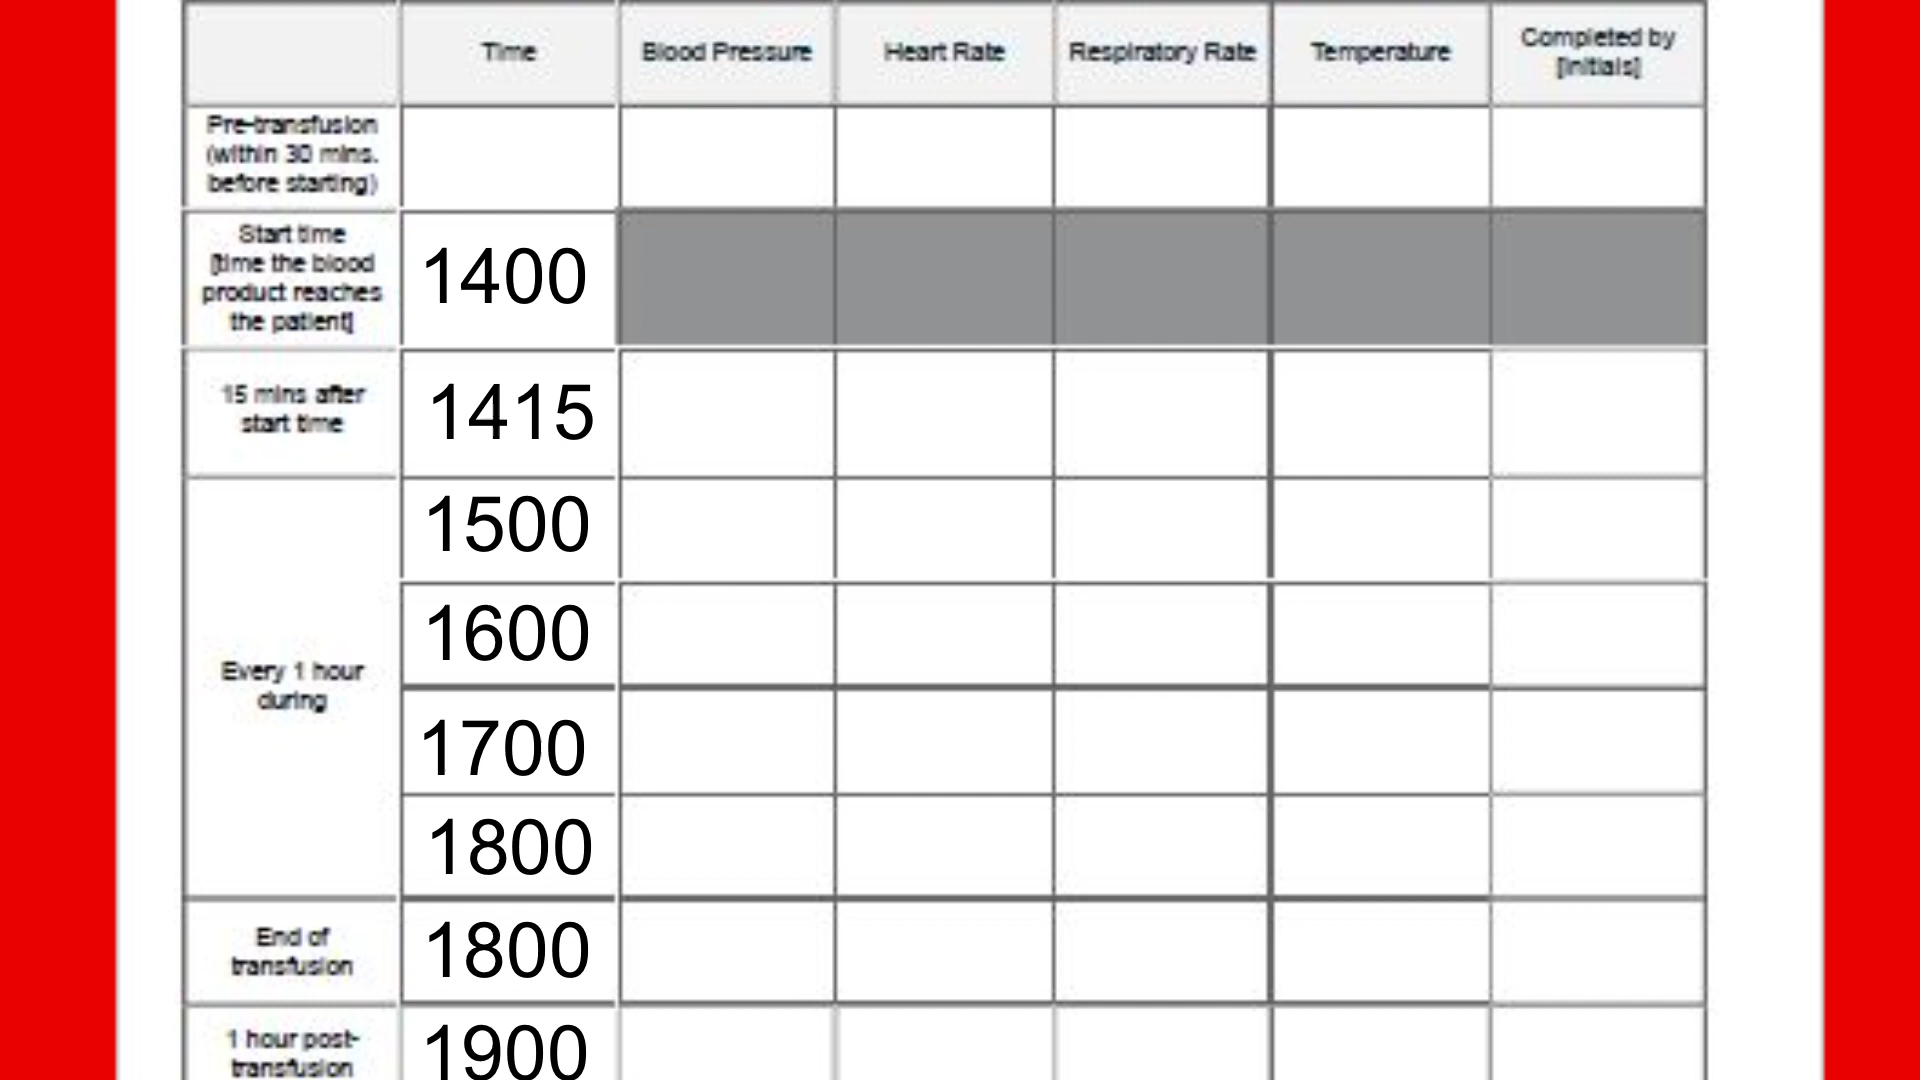 Time
Blood Pressure
Heart Rate
Respiratory Rate
Temperature
Completed by
[initials]
Pre-transfusion
(within 30 mins.
before starting)
Start time
[time the blood
product reaches
the patient]
1400
15 mins after
start time
1415
Every 1 hour
during
1500
1600
1700
1800
End of
transfusion
1800
1 hour post-
transfusion
1900